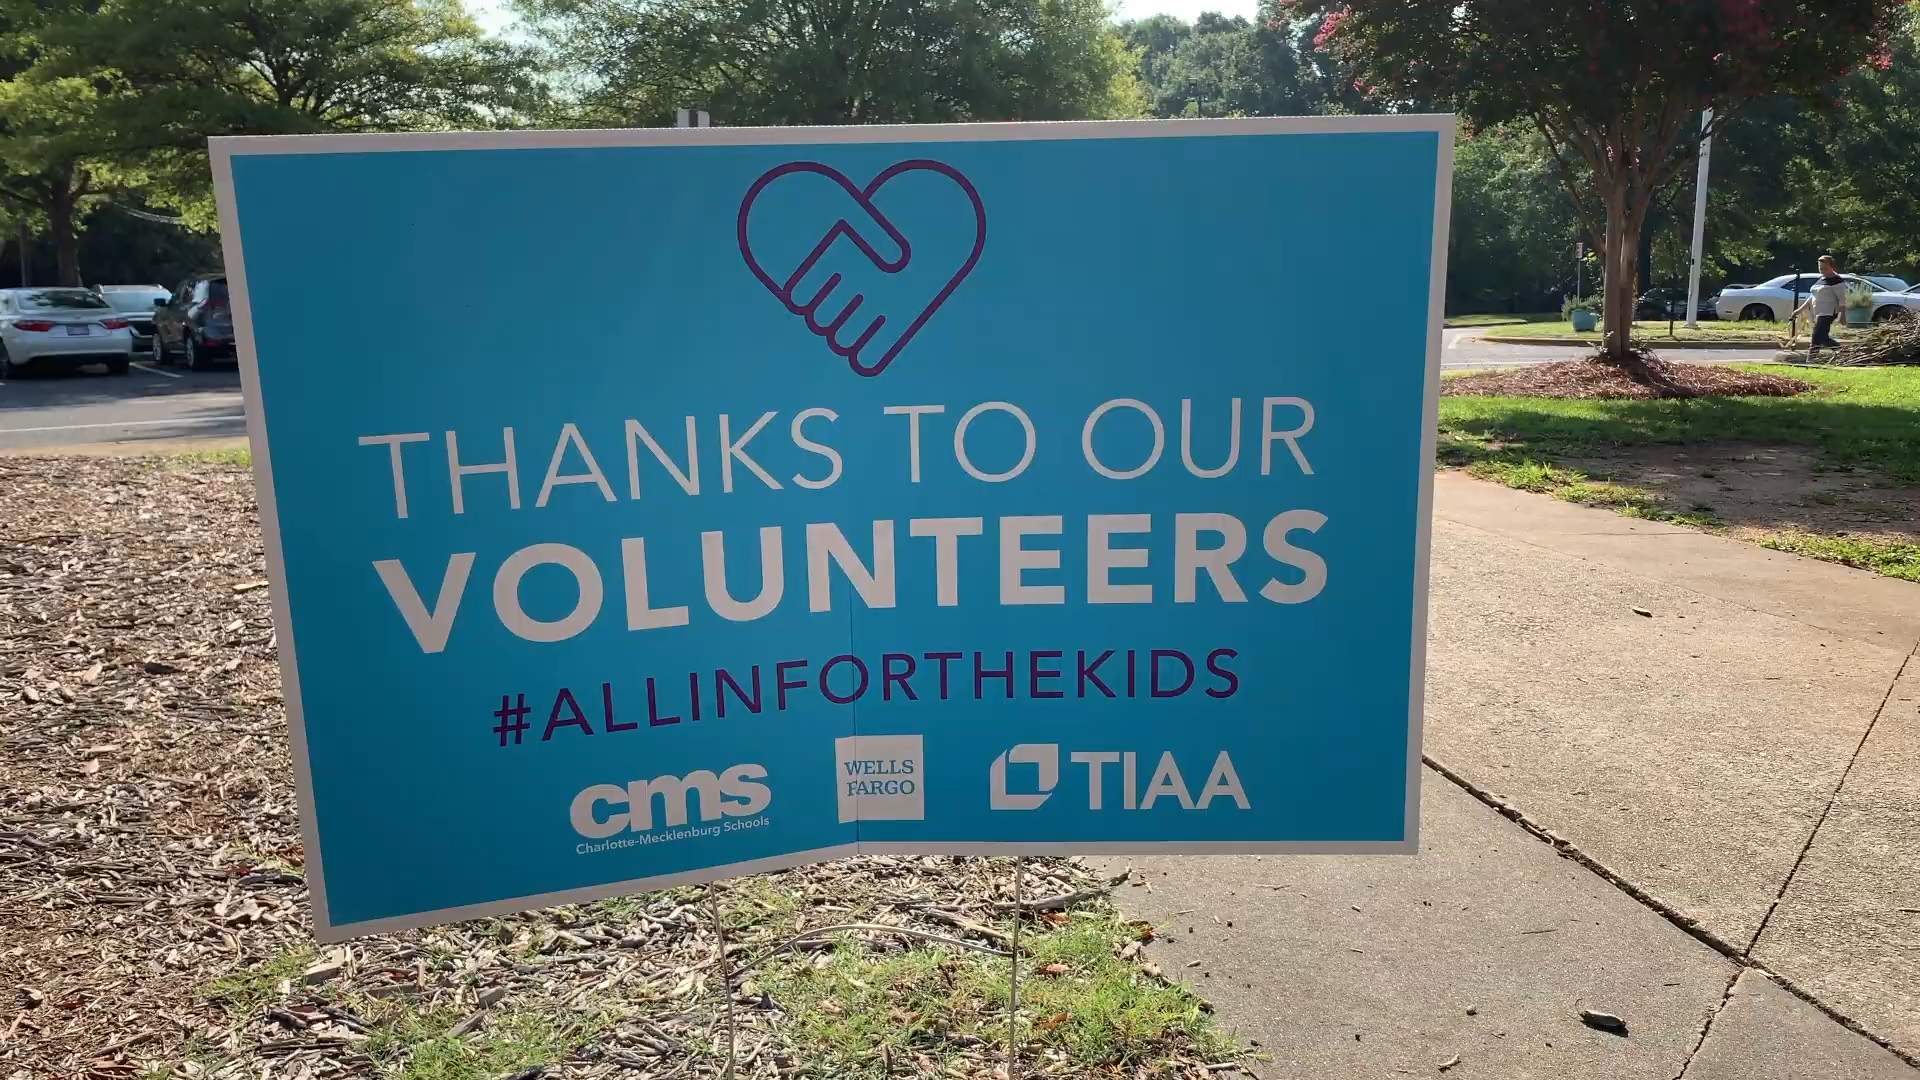 THANKS TO OUR
VOLUNTEERS
#ALLINFORTHEKIDS
cms
Charlotte-Mecklenburg Schools
WELLS
FARGO
TIAA